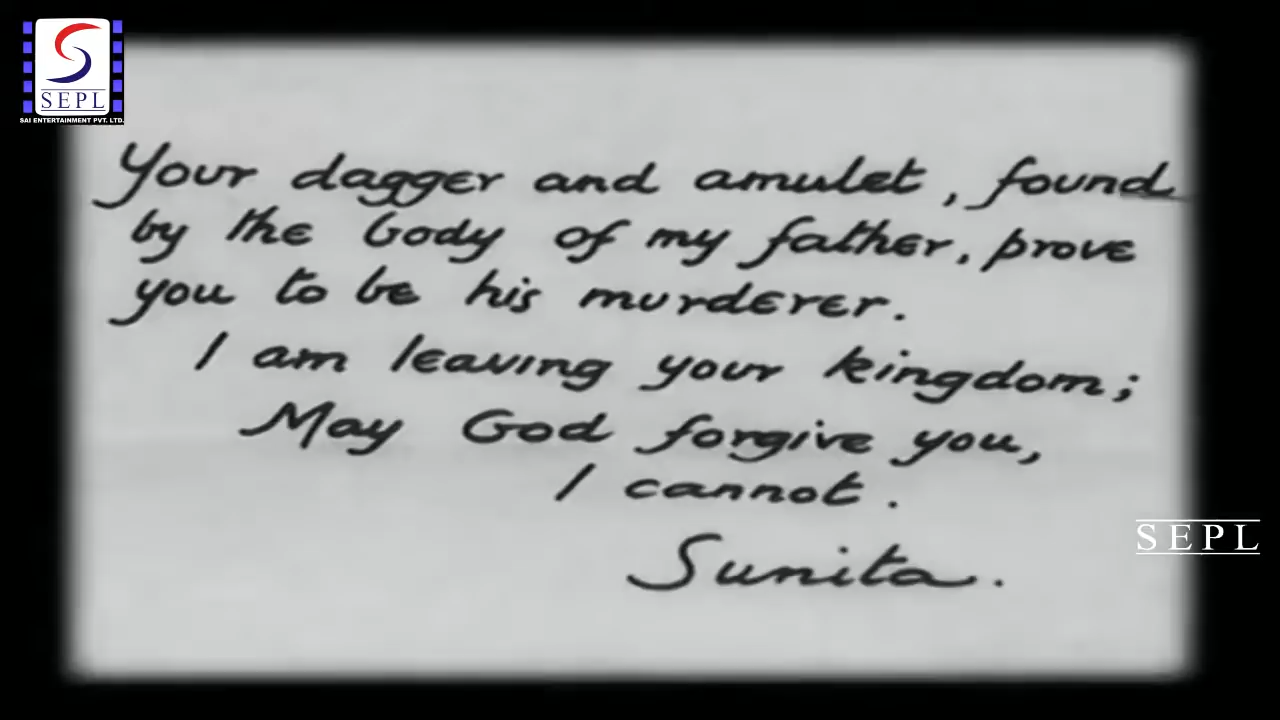 SEPL
SAI ENTERTAINMENT PVT. LTD.
Your dagger and amulet, found
by the body of my father, prove
you to be his murderer.
I am leaving your kingdom;
May God forgive you,
I cannot.
SEPL
Sunita.